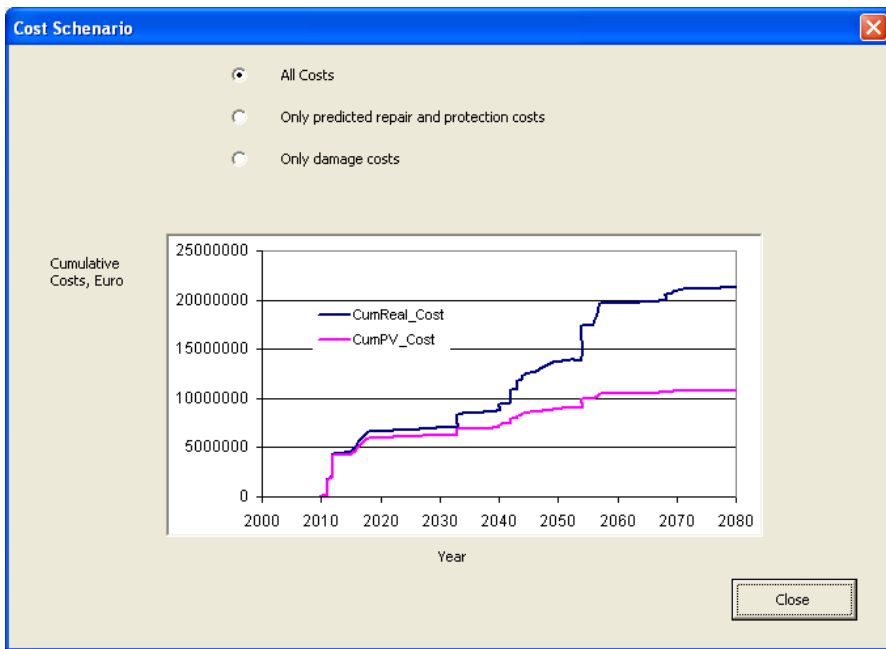 Cost Schenario
All Costs
Only predicted repair and protection costs
Only damage costs
Cumulative
Costs, Euro
25000000
20000000
15000000
10000000
5000000
0
CumReal_Cost
CumPV_Cost
2000 2010 2020 2030 2040 2050 2060 2070 2080
Year
Close